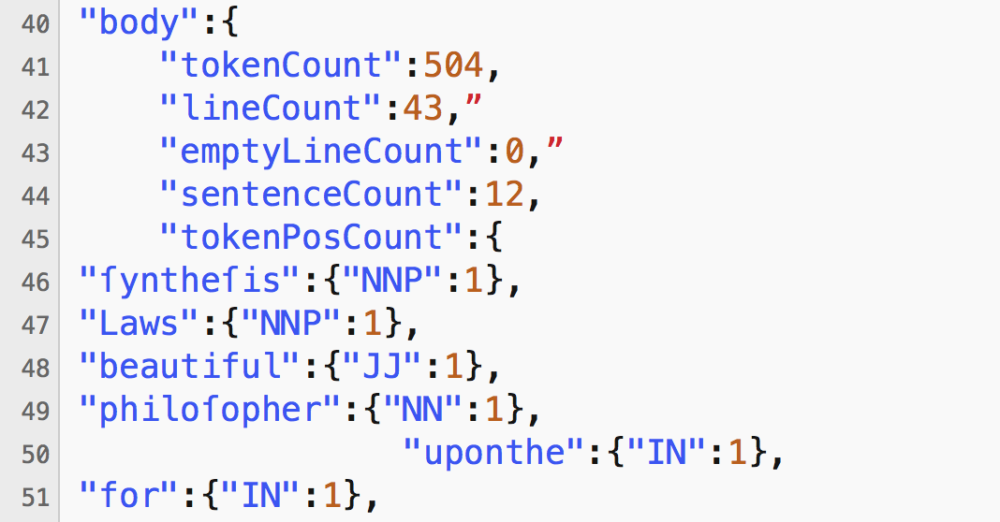 40 "body":{
41 "tokenCount":504,
42 "lineCount":43,”
43 "emptyLineCount":0,”
44 "sentenceCount":12,
45 "tokenPosCount":{
46 "ſyntheſis":{"NNP":1},
47 "Laws":{"NNP":1},
48 "beautiful":{"JJ":1},
49 "philoſopher":{"NN":1},
50 "uponthe":{"IN":1},
51 "for":{"IN":1},